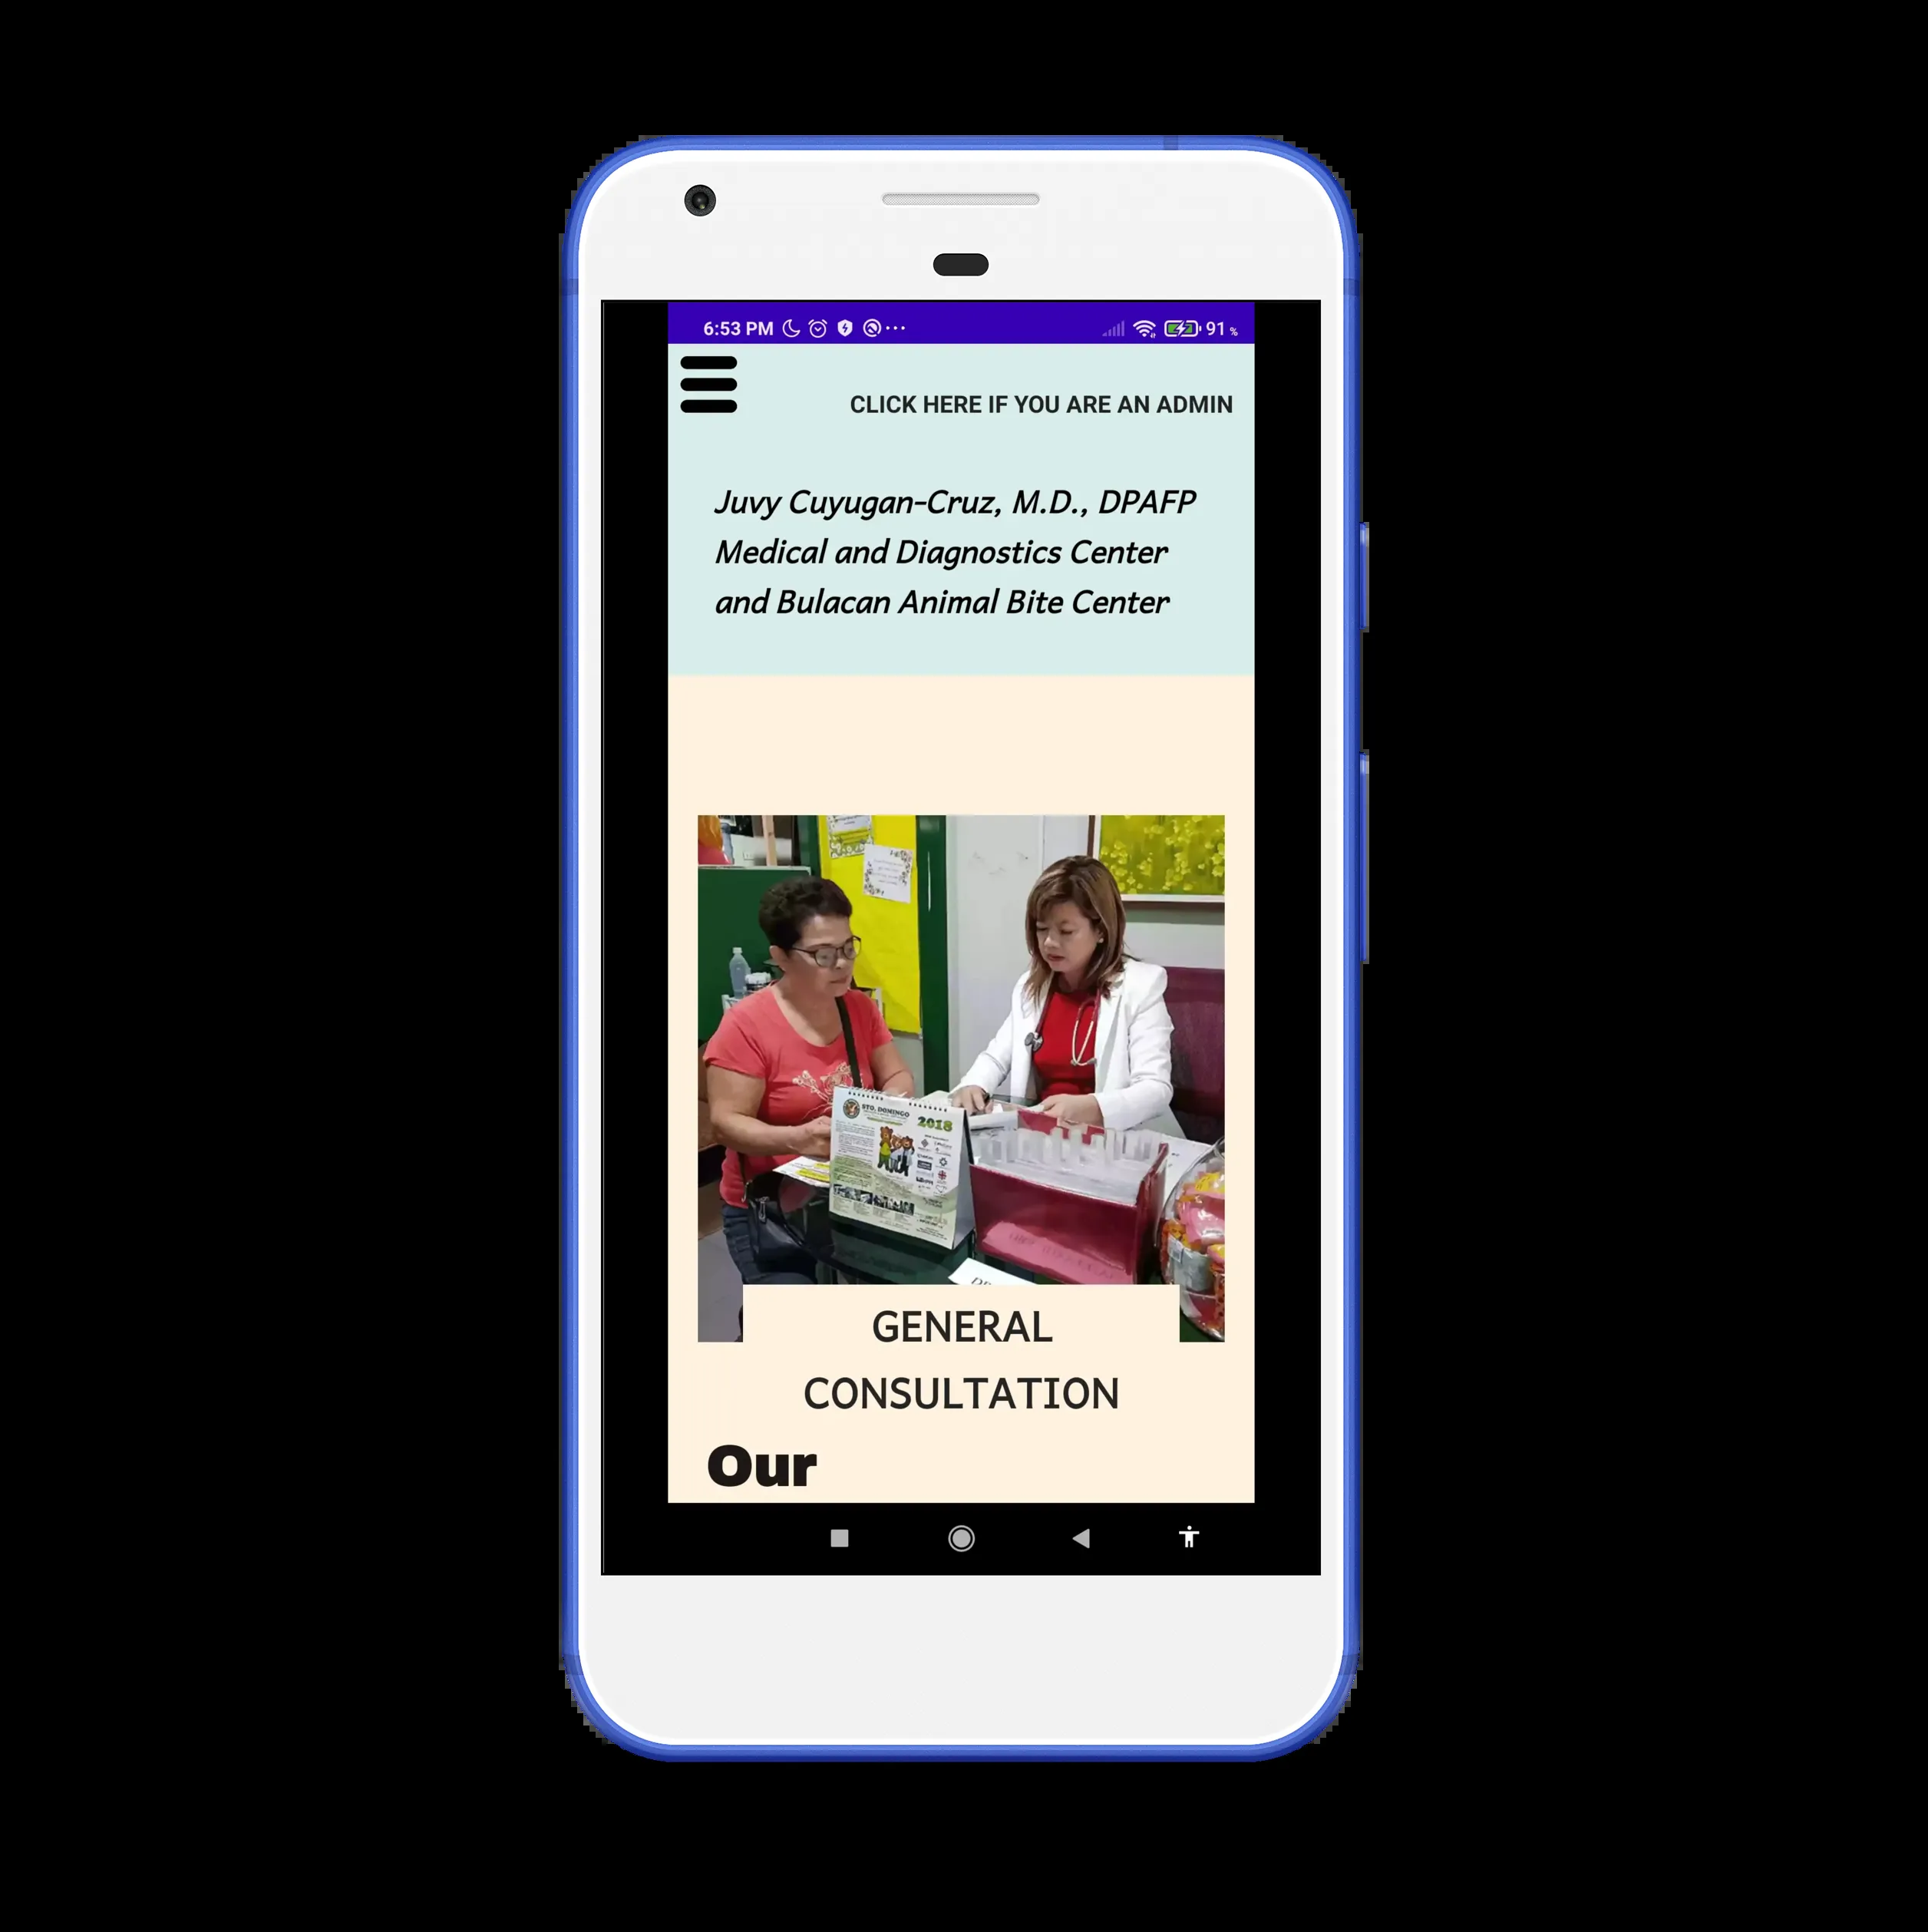 6:53 PM
91 %
CLICK HERE IF YOU ARE AN ADMIN
Juvy Cuyugan-Cruz, M.D., DPAFP
Medical and Diagnostics Center
and Bulacan Animal Bite Center
STO. DOMINGO
2018
GENERAL
CONSULTATION
Our